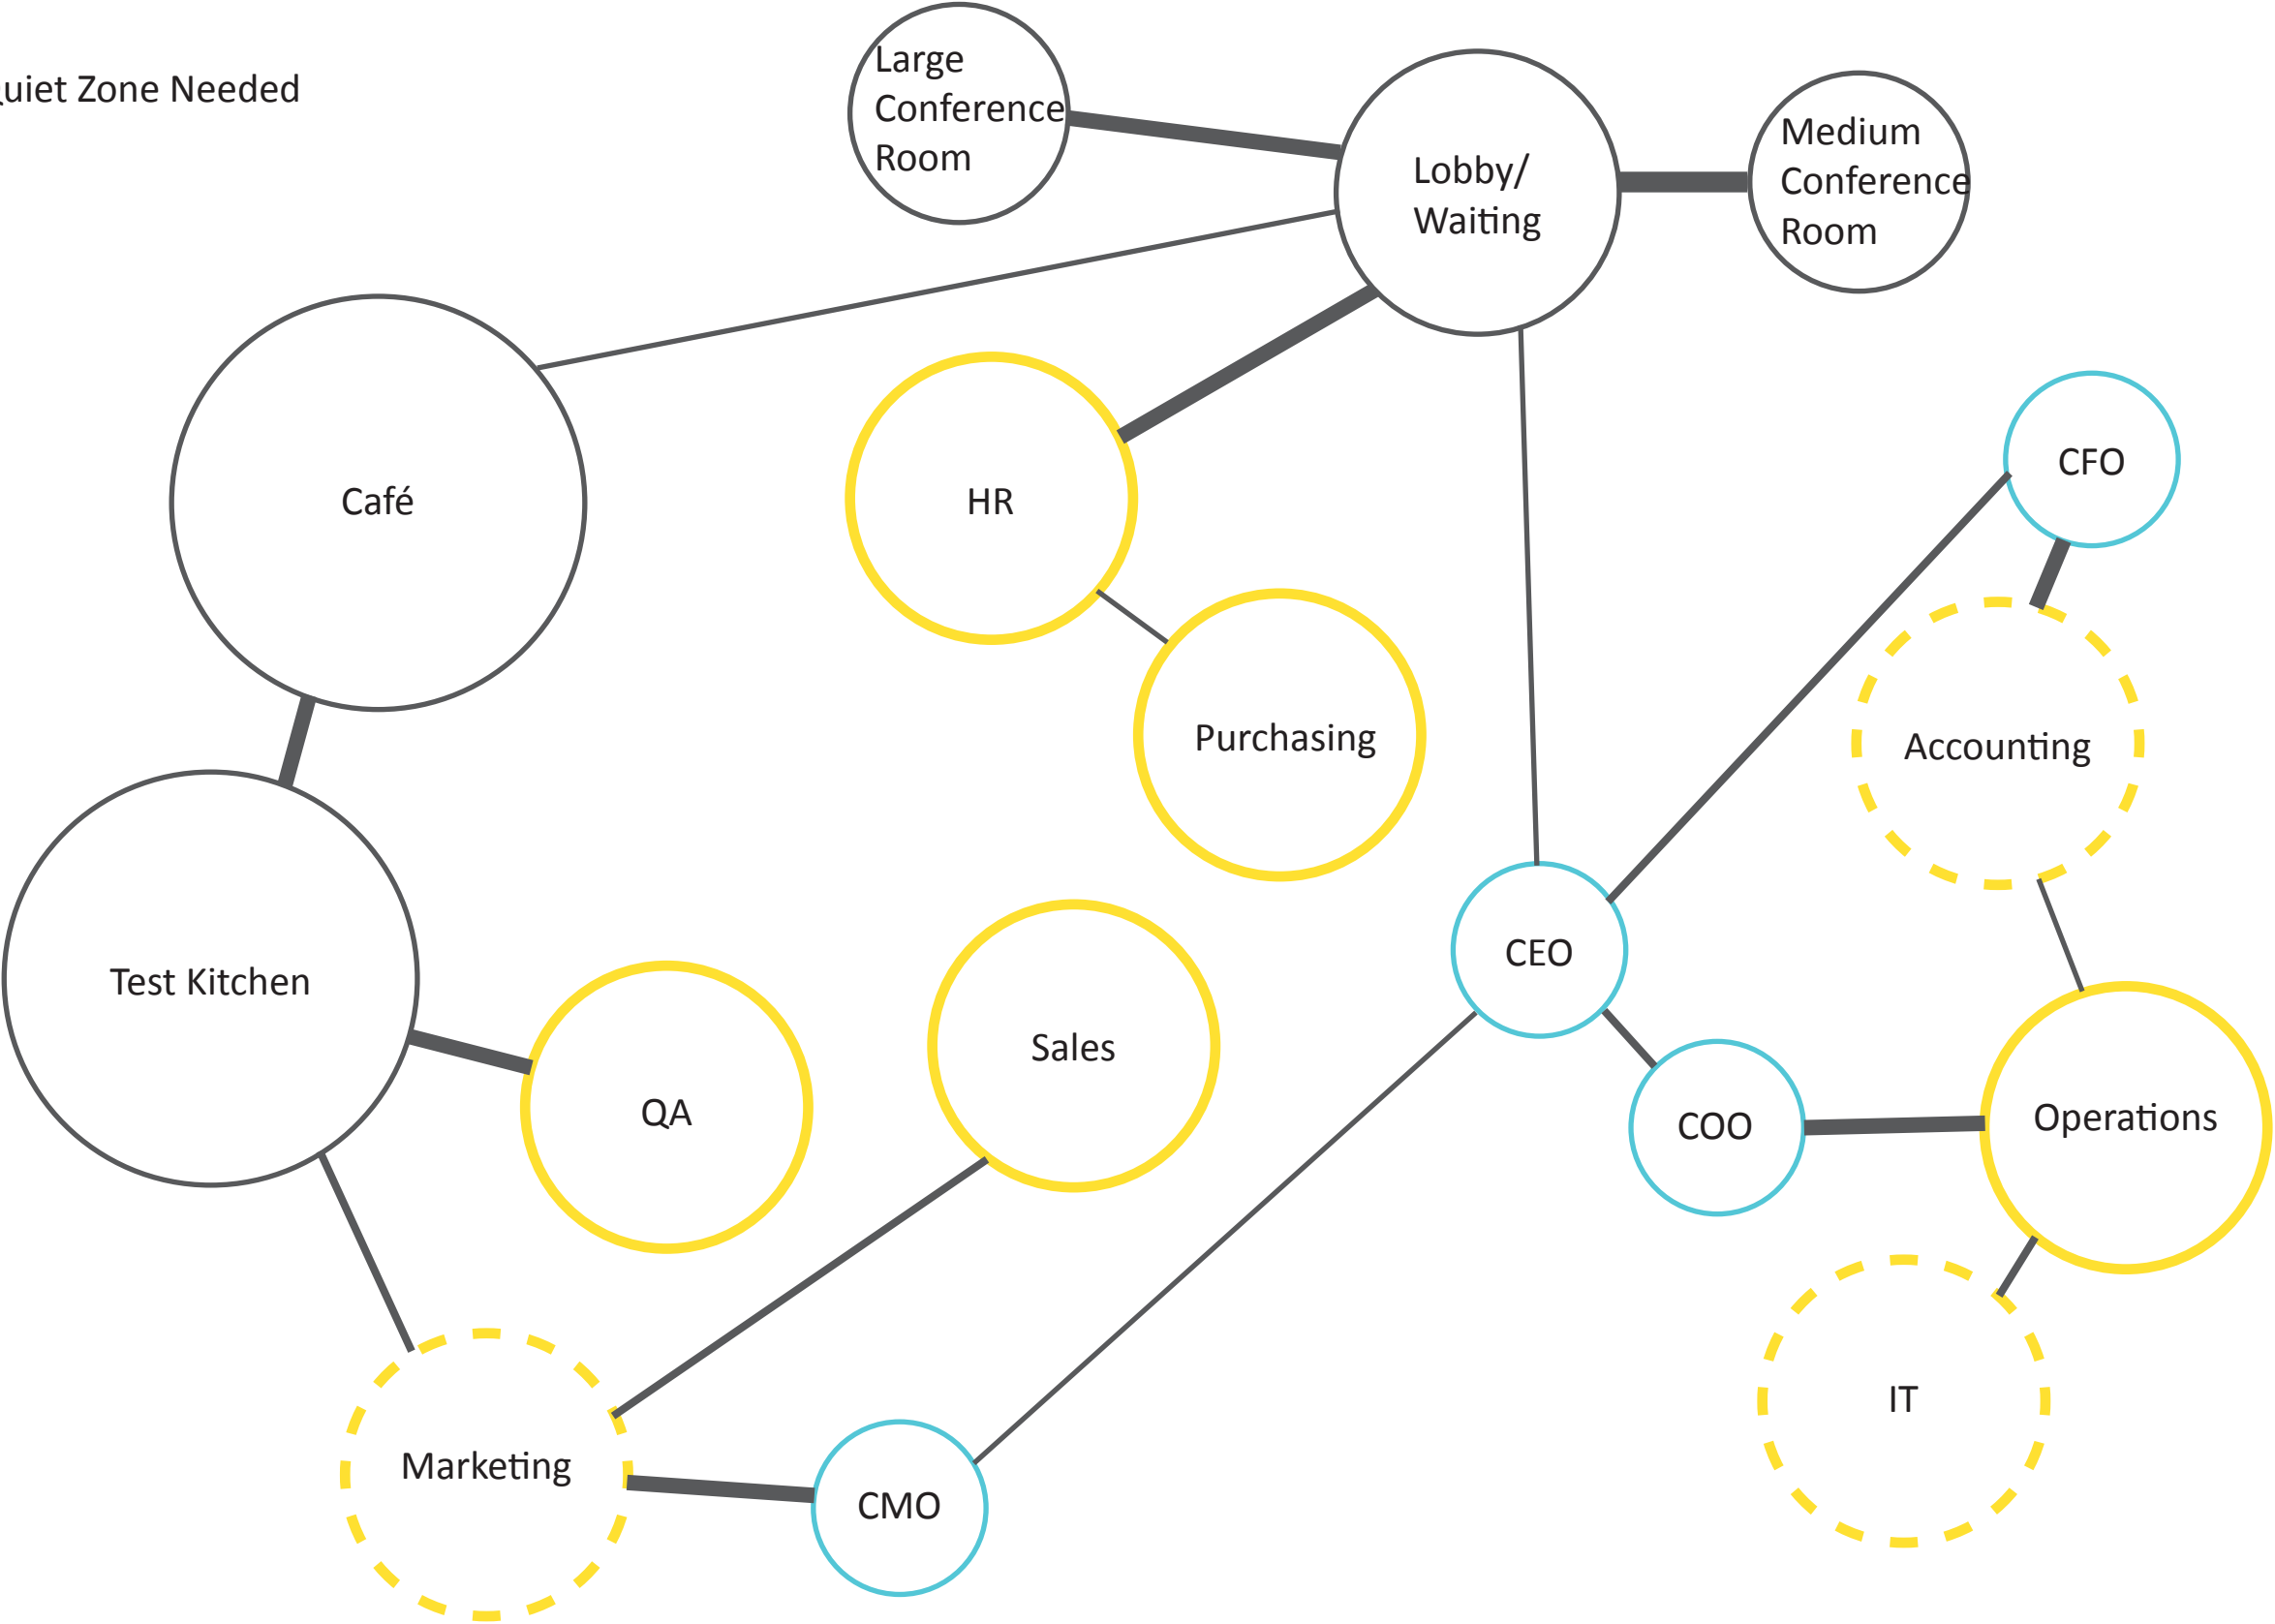 uiet Zone Needed
Large
Conference
Room
Lobby/
Waiting
Medium
Conference
Room
Café
HR
CFO
Purchasing
Accounting
Test Kitchen
CEO
Sales
QA
COO
Operations
IT
Marketing
CMO